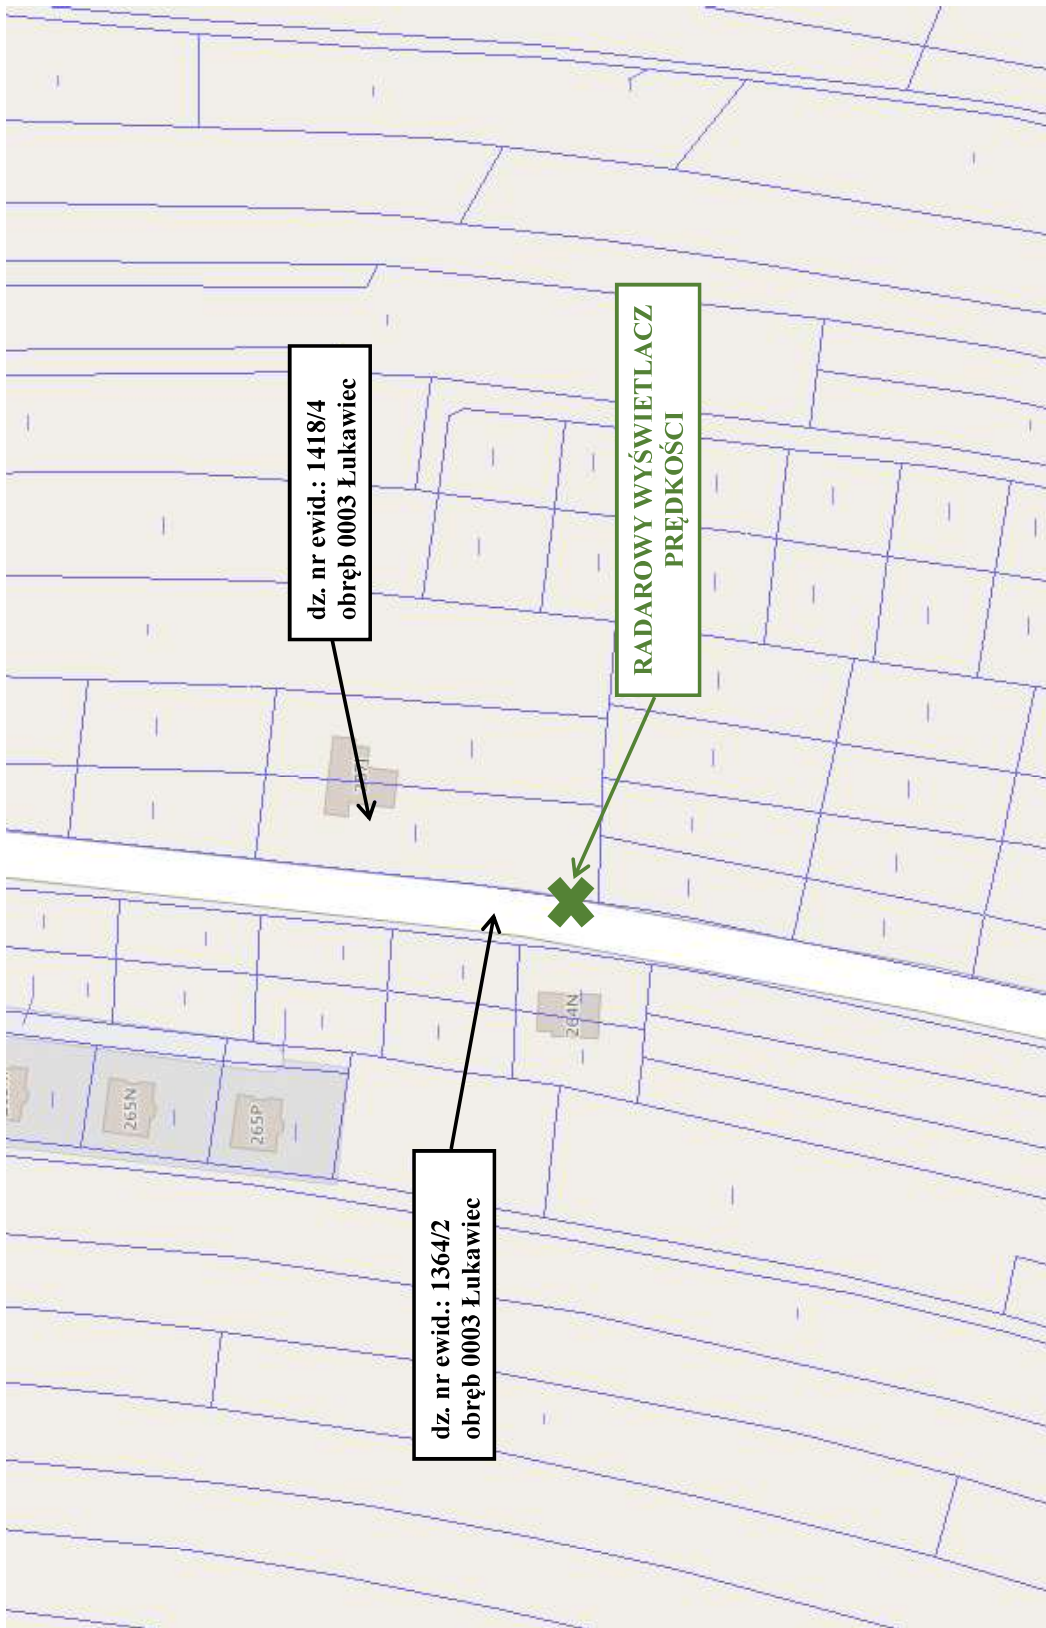 dz. nr ewid.: 1418/4
obręb 0003 Łukawiec
RADAROWY WYŚWIETLACZ
PRĘDKOŚCI
264N
265N
265P
dz. nr ewid.: 1364/2
obręb 0003 Łukawiec